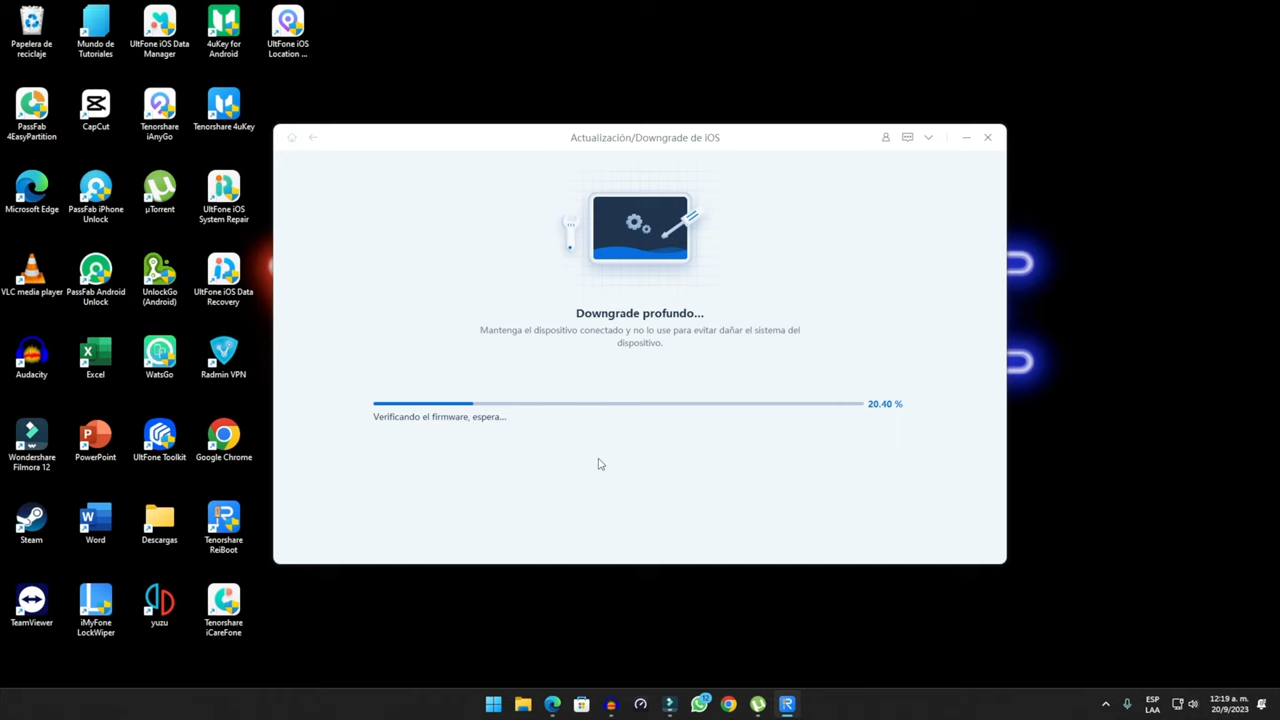 Papelera de
reciclaje
Mundo de
Tutoriales
UltFone iOS Data
Manager
4uKey for
Android
UltFone iOS
Location ...
PassFab
4EasyPartition
CapCut
Tenorshare
iAnyGo
Tenorshare 4uKey
Microsoft Edge
PassFab iPhone
Unlock
µTorrent
UltFone iOS
System Repair
VLC media player
PassFab Android
Unlock
UnlockGo
(Android)
UltFone iOS Data
Recovery
Audacity
Excel
WatsGo
Radmin VPN
Wondershare
Filmora 12
PowerPoint
UltFone Toolkit
Google Chrome
Steam
Word
Descargas
Tenorshare
ReiBoot
TeamViewer
iMyFone
LockWiper
yuzu
Tenorshare
iCareFone
Actualización/Downgrade de iOS
Downgrade profundo...
Mantenga el dispositivo conectado y no lo use para evitar dañar el sistema del
dispositivo.
20.40 %
Verificando el firmware, espera...
12
ESP
LAA
12:19 a. m.
20/9/2023